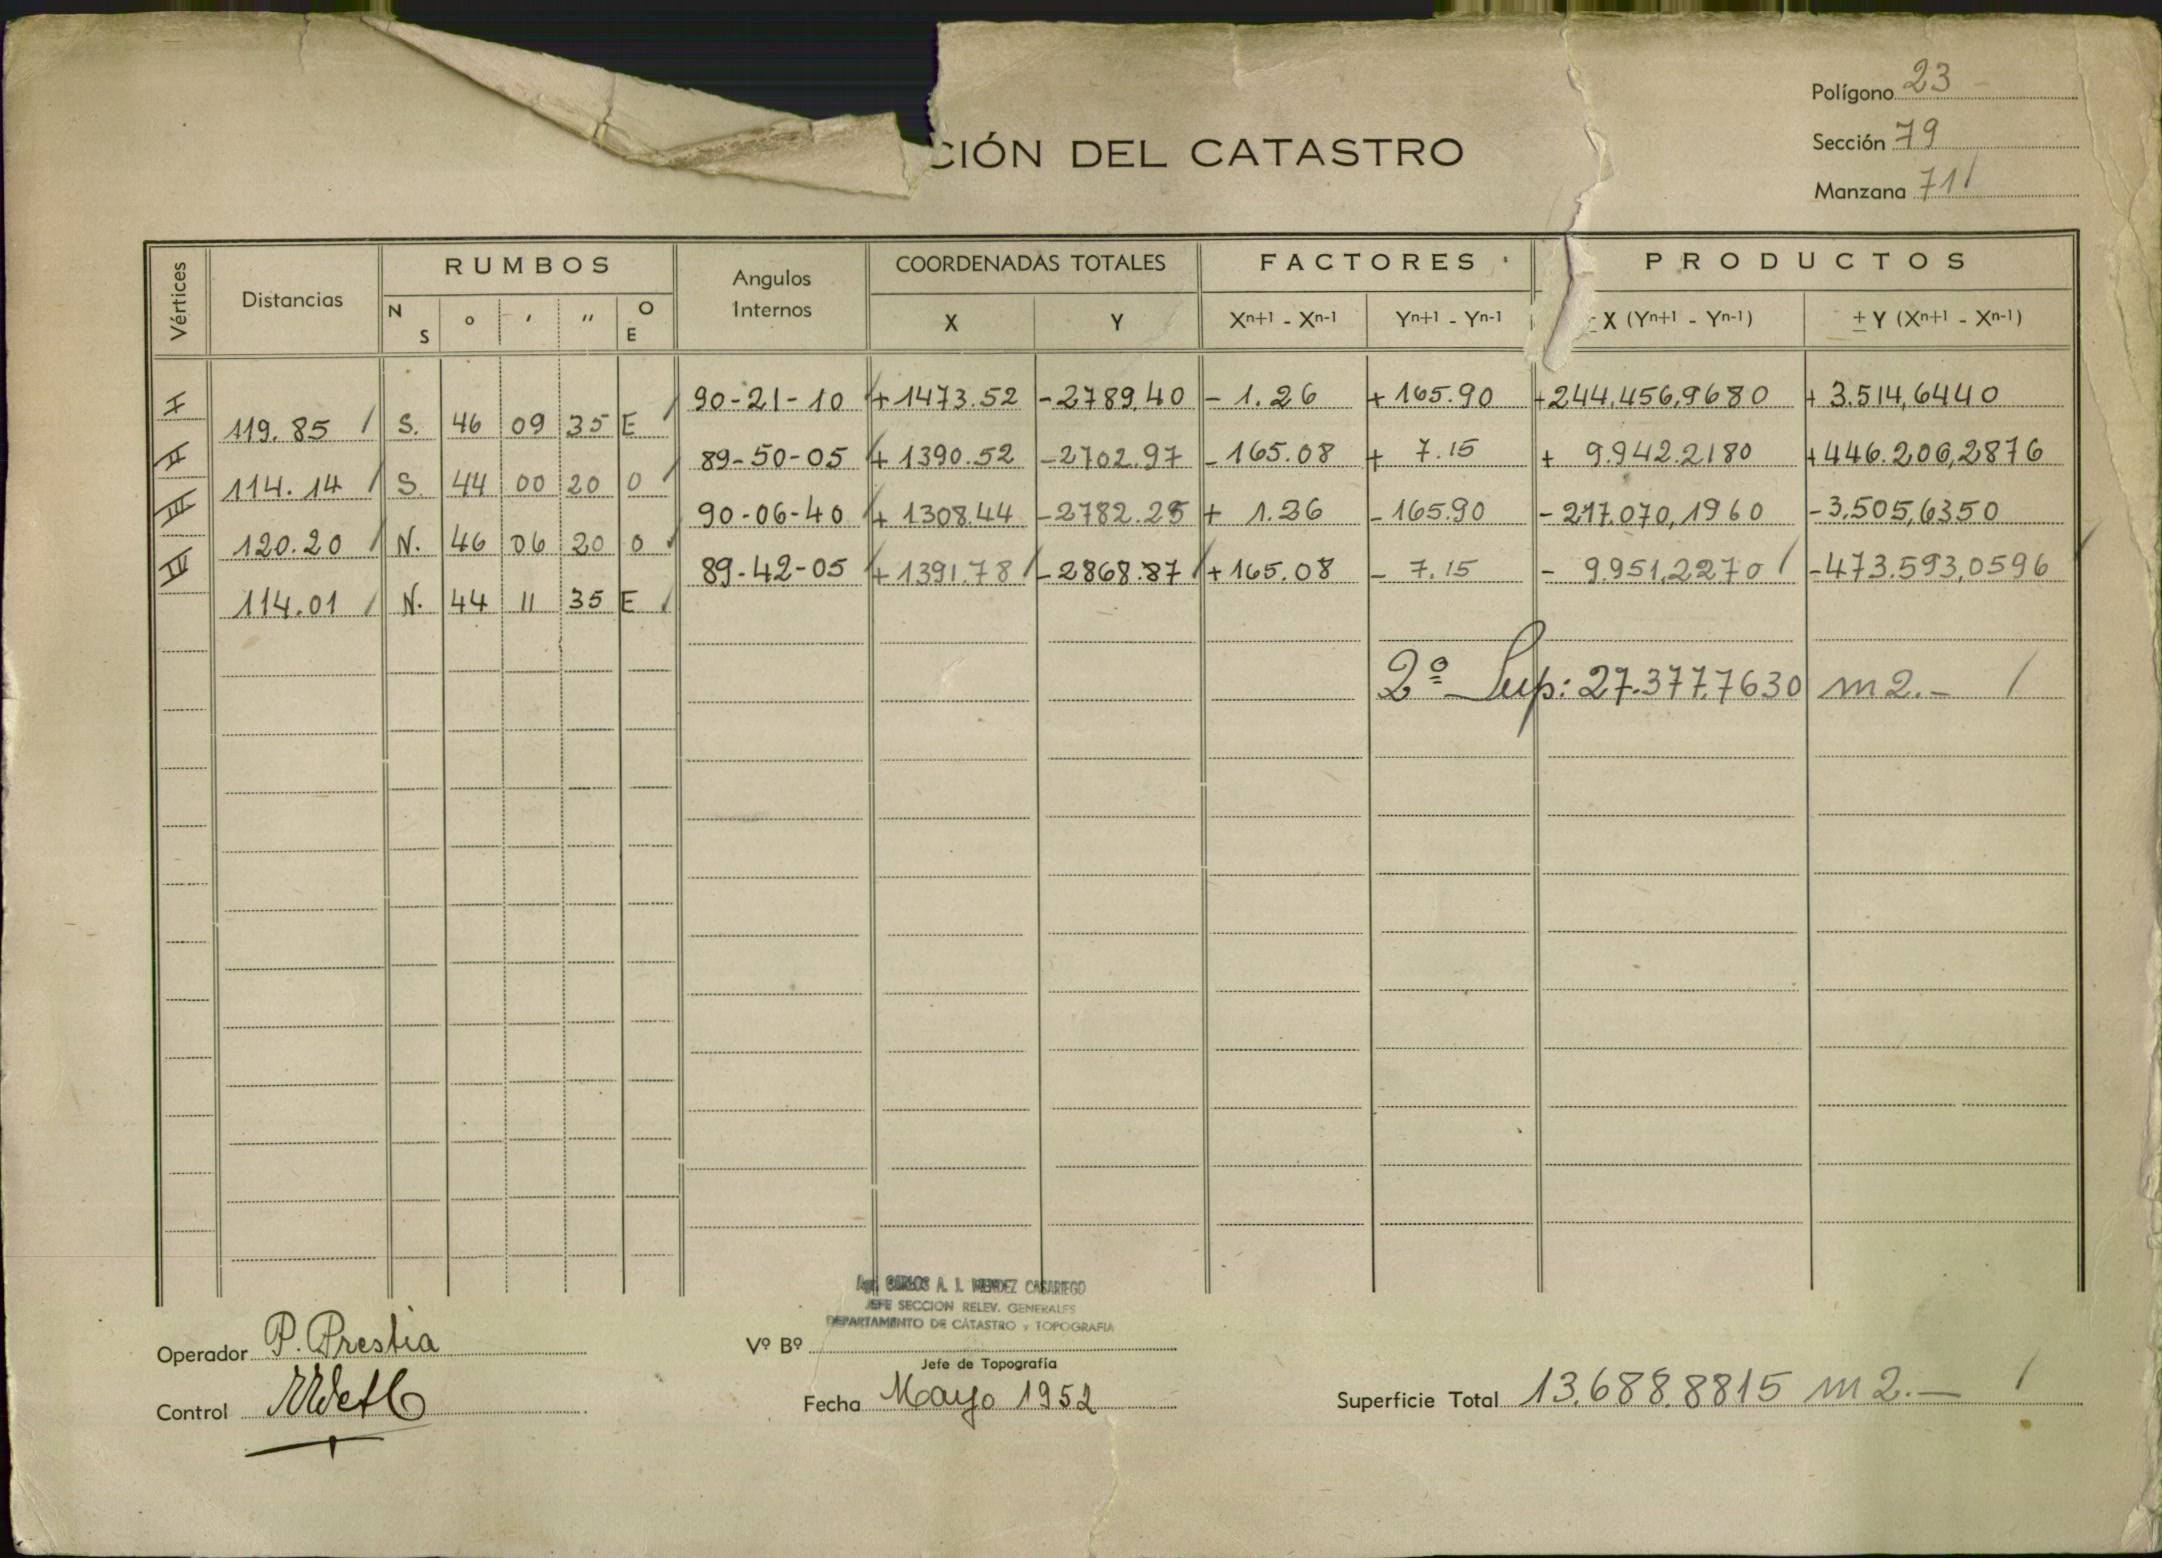 CIÓN DEL CATASTRO
Polígono 23
Sección 79
Manzana 71
Vértices Distancias RUMBOS Angulos Internos COORDENADAS TOTALES FACTORES PRODUCTOS
N S o ' " O E X Y Xn+1 - Xn-1 Yn+1 - Yn-1 X (Yn+1 - Yn-1) ± Y (Xn+1 - Xn-1)
I 90-21-10 +1473.52 -2789.40 - 1.26 +165.90 +244.456,9680 + 3.514,6440
119.85 S. 46 09 35 E
II 89-50-05 + 1390.52 -2702.97 -165.08 + 7.15 + 9.942.2180 +446.206,2876
114.14 S. 44 00 20 O
III 90-06-40 + 1308.44 -2782.25 + 1.26 -165.90 -217.070,1960 -3.505,6350
120.20 N. 46 06 20 O
IV 89-42-05 +1391.78 -2868.87 +165.08 - 7.15 - 9.951,2270 -473.593,0596
114.01 N. 44 11 35 E
2º Sup: 27.377.7630 m2.-
Agr. CARLOS A. J. MENDEZ CASARIEGO
JEFE SECCION RELEV. GENERALES
DEPARTAMENTO DE CATASTRO y TOPOGRAFIA
Operador P. Prestia
Vº Bº
Jefe de Topografía
Control
Fecha Mayo 1952
Superficie Total 13.688.8815 m2.-